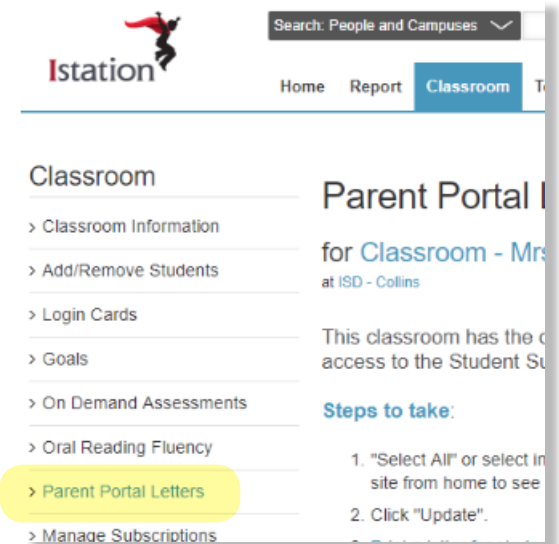 Search: People and Campuses
Istation
Home Report Classroom
Classroom
> Classroom Information
> Add/Remove Students
> Login Cards
> Goals
> On Demand Assessments
> Oral Reading Fluency
> Parent Portal Letters
> Manage Subscriptions
Parent Portal
for Classroom - Mrs
at ISD - Collins
This classroom has the
access to the Student
Steps to take:
1. "Select All" or select
site from home to see
2. Click "Update".